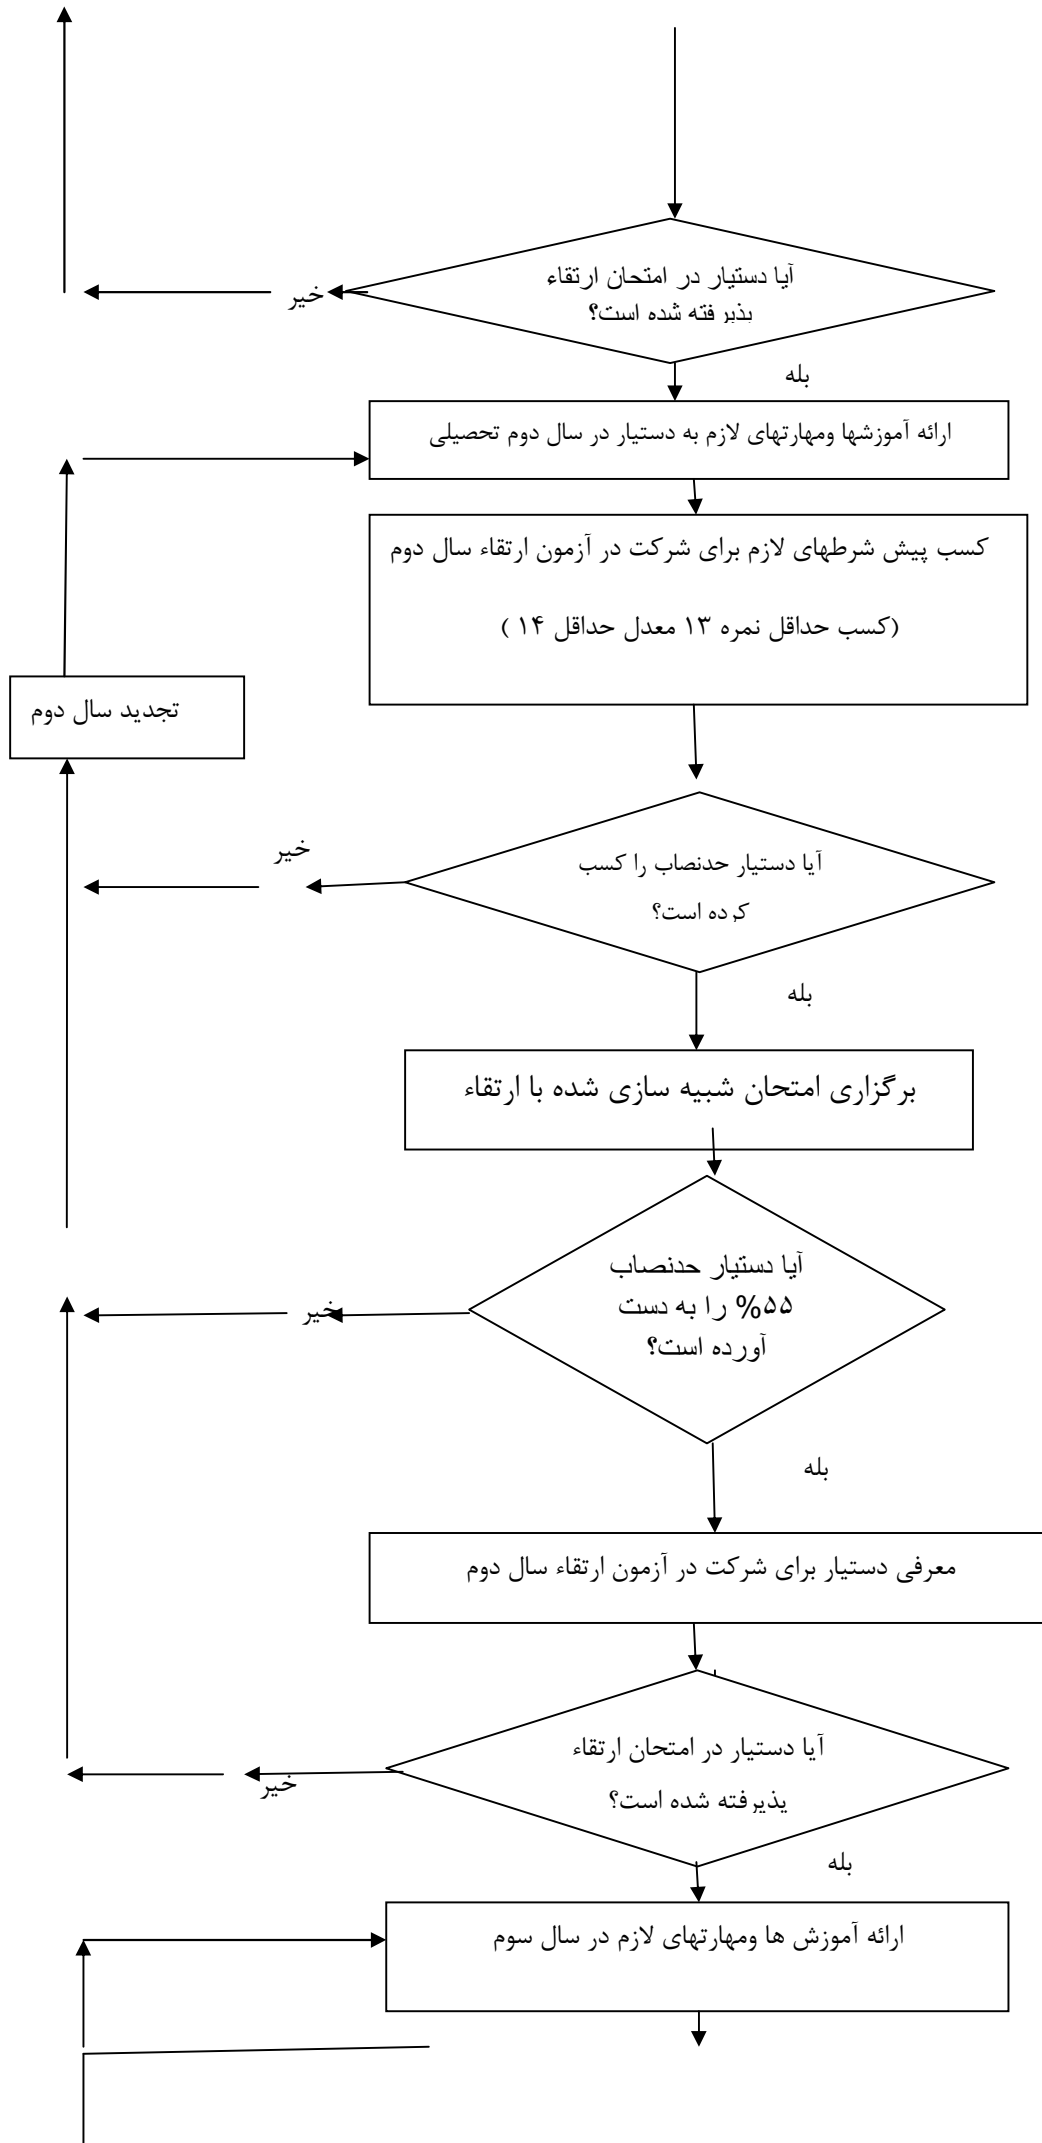 آیا دستیار در امتحان ارتقاء
پذیرفته شده است؟
خیر
بله
ارائه آموزشها ومهارتهای لازم به دستیار در سال دوم تحصیلی
کسب پیش شرطهای لازم برای شرکت در آزمون ارتقاء سال دوم
(کسب حداقل نمره ۱۳ معدل حداقل ۱۴ )
تجدید سال دوم
خیر
آیا دستیار حدنصاب را کسب
کرده است؟
بله
برگزاری امتحان شبیه سازی شده با ارتقاء
آیا دستیار حدنصاب
۵۵% را به دست
آورده است؟
خیر
بله
معرفی دستیار برای شرکت در آزمون ارتقاء سال دوم
آیا دستیار در امتحان ارتقاء
پذیرفته شده است؟
خیر
بله
ارائه آموزش ها ومهارتهای لازم در سال سوم